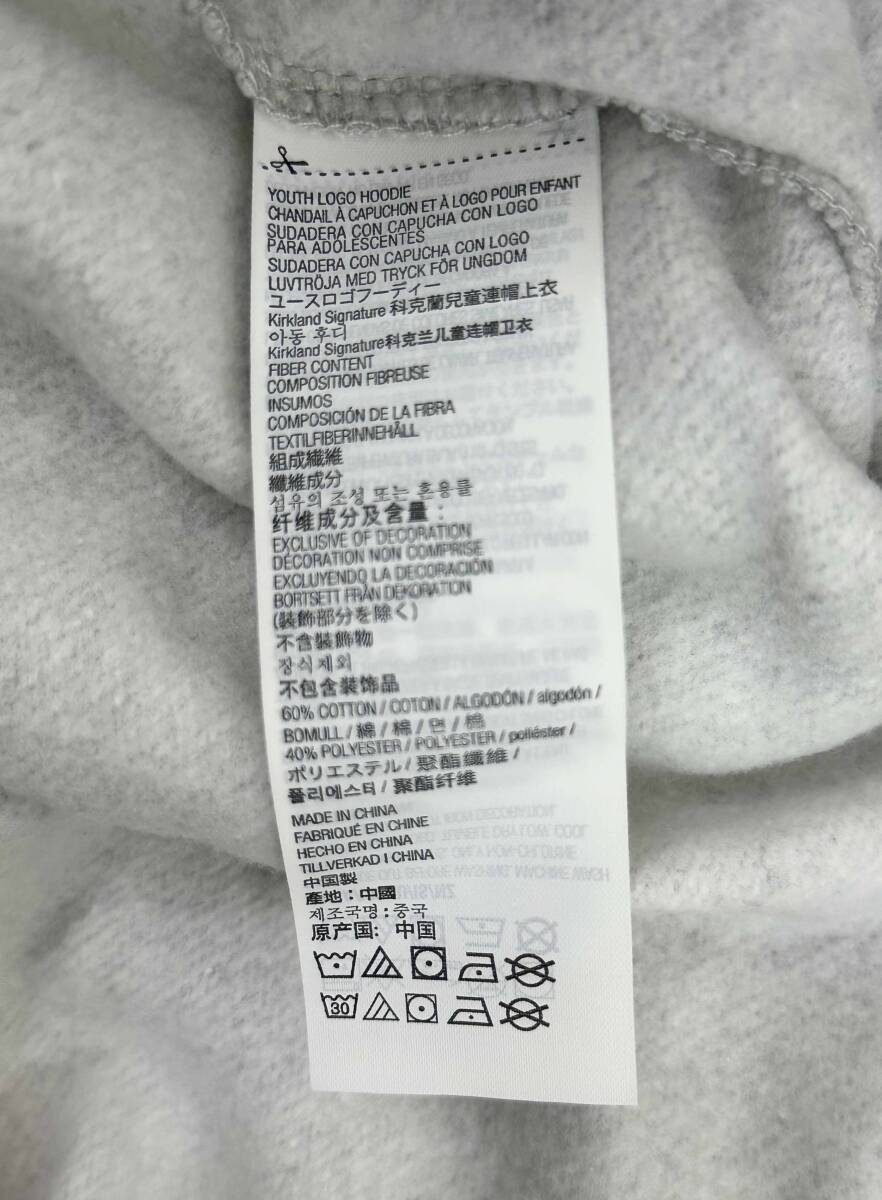 YOUTH LOGO HOODIE
CHANDAIL À CAPUCHON ET À LOGO POUR ENFANT
SUDADERA CON CAPUCHA CON LOGO
PARA ADOLESCENTES
SUDADERA CON CAPUCHA CON LOGO
LUVTRÖJA MED TRYCK FÖR UNGDOM
ユースロゴフーディー
Kirkland Signature 科克蘭兒童連帽上衣
아동 후디
Kirkland Signature科克兰儿童连帽卫衣
FIBER CONTENT
COMPOSITION FIBREUSE
INSUMOS
COMPOSICIÓN DE LA FIBRA
TEXTILFIBERINNEHÅLL
組成繊維
纖維成分
섬유의 조성 또는 혼용률
纤维成分及含量:
EXCLUSIVE OF DECORATION
DÉCORATION NON COMPRISE
EXCLUYENDO LA DECORACIÓN
BORTSETT FRÅN DEKORATION
(装飾部分を除く)
不含裝飾物
장식제외
不包含装饰品
60% COTTON / COTON / ALGODÓN / algodón /
BOMULL / 綿 / 棉 / 면 / 棉
40% POLYESTER / POLYESTER / poliéster /
ポリエステル / 聚酯纖維 /
폴리에스터 / 聚酯纤维
MADE IN CHINA
FABRIQUÉ EN CHINE
HECHO EN CHINA
TILLVERKAD I CHINA
中国製
產地:中國
제조국명:중국
原产国: 中国
30